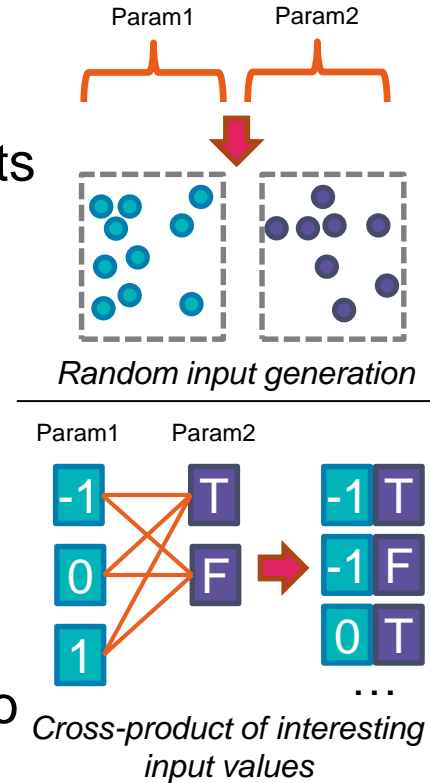 Param1 Param2
ts
Random input generation
Param1 Param2
-1 T -1 T
0 F -1 F
1 0 T
...
Cross-product of interesting
input values